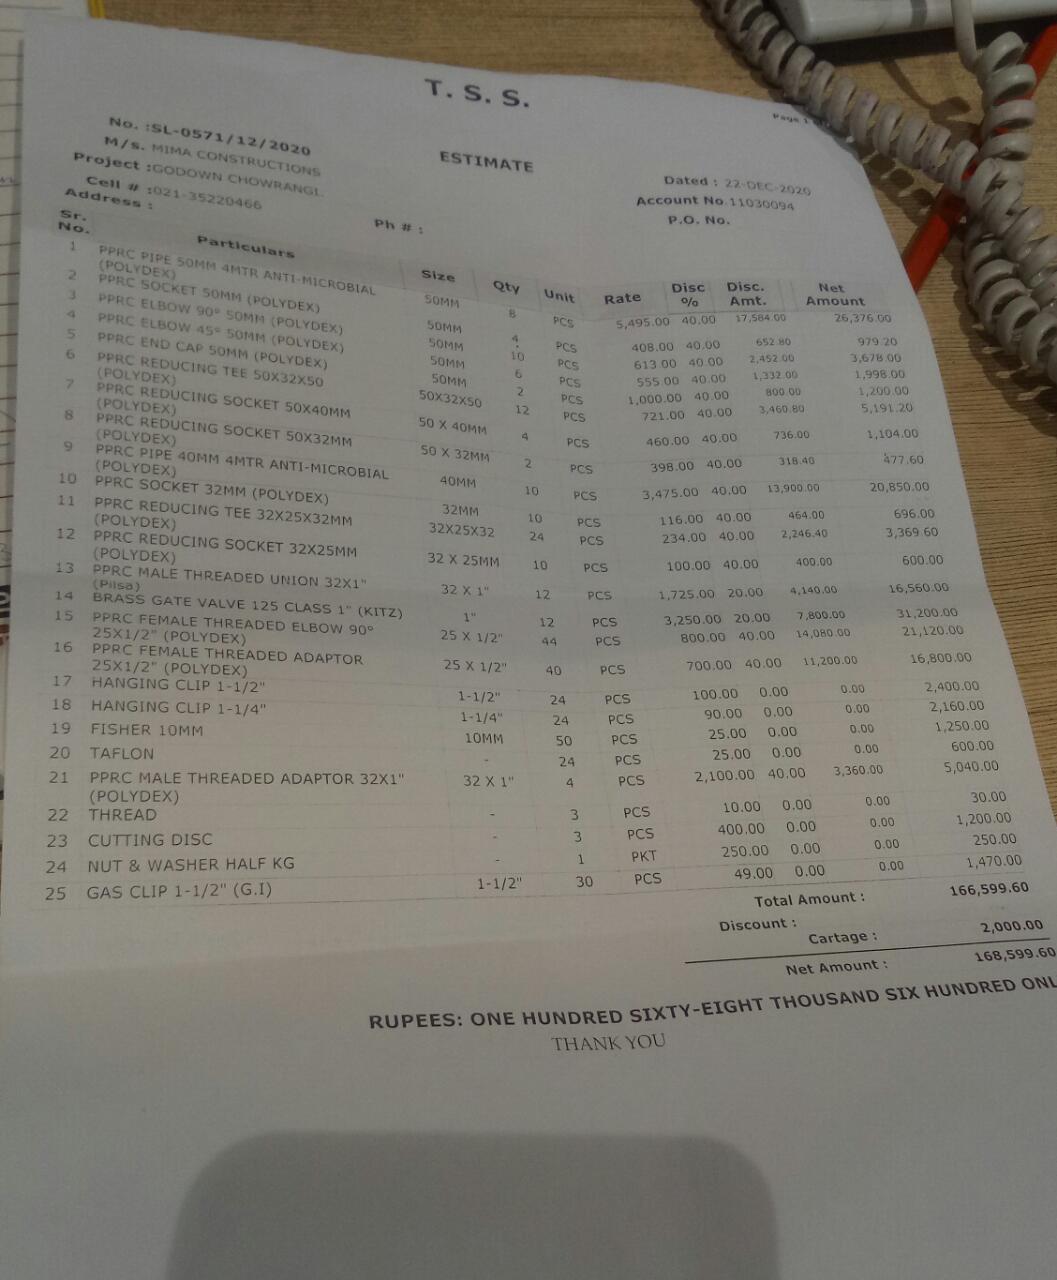 T. S. S.
Page 1
ESTIMATE
No. :SL-0571/12/2020
M/s. MIMA CONSTRUCTIONS
Project :GODOWN CHOWRANGI.
Cell # :021-35220466
Address :
Ph # :
Dated : 22-DEC-2020
Account No 11030094
P.O. No.
Sr. No. Particulars Size Qty Unit Rate Disc % Disc. Amt. Net Amount
1 PPRC PIPE 50MM 4MTR ANTI-MICROBIAL 50MM 8 PCS 5,495.00 40.00 17,584.00 26,376.00
(POLYDEX)
2 PPRC SOCKET 50MM (POLYDEX) 50MM 4 PCS 408.00 40.00 652.80 979.20
3 PPRC ELBOW 90° 50MM (POLYDEX) 50MM 10 PCS 613.00 40.00 2,452.00 3,678.00
4 PPRC ELBOW 45° 50MM (POLYDEX) 50MM 6 PCS 555.00 40.00 1,332.00 1,998.00
5 PPRC END CAP 50MM (POLYDEX) 50MM 2 PCS 1,000.00 40.00 800.00 1,200.00
6 PPRC REDUCING TEE 50X32X50 50X32X50 12 PCS 721.00 40.00 3,460.80 5,191.20
(POLYDEX)
7 PPRC REDUCING SOCKET 50X40MM 50 X 40MM 4 PCS 460.00 40.00 736.00 1,104.00
(POLYDEX)
8 PPRC REDUCING SOCKET 50X32MM 50 X 32MM 2 PCS 398.00 40.00 318.40 477.60
(POLYDEX)
9 PPRC PIPE 40MM 4MTR ANTI-MICROBIAL 40MM 10 PCS 3,475.00 40.00 13,900.00 20,850.00
(POLYDEX)
10 PPRC SOCKET 32MM (POLYDEX) 32MM 10 PCS 116.00 40.00 464.00 696.00
11 PPRC REDUCING TEE 32X25X32MM 32X25X32 24 PCS 234.00 40.00 2,246.40 3,369.60
(POLYDEX)
12 PPRC REDUCING SOCKET 32X25MM 32 X 25MM 10 PCS 100.00 40.00 400.00 600.00
(POLYDEX)
13 PPRC MALE THREADED UNION 32X1" 32 X 1" 12 PCS 1,725.00 20.00 4,140.00 16,560.00
(Pilsa)
14 BRASS GATE VALVE 125 CLASS 1" (KITZ) 1" 12 PCS 3,250.00 20.00 7,800.00 31,200.00
15 PPRC FEMALE THREADED ELBOW 90° 25 X 1/2" 44 PCS 800.00 40.00 14,080.00 21,120.00
25X1/2" (POLYDEX)
16 PPRC FEMALE THREADED ADAPTOR 25 X 1/2" 40 PCS 700.00 40.00 11,200.00 16,800.00
25X1/2" (POLYDEX)
17 HANGING CLIP 1-1/2" 1-1/2" 24 PCS 100.00 0.00 0.00 2,400.00
18 HANGING CLIP 1-1/4" 1-1/4" 24 PCS 90.00 0.00 0.00 2,160.00
19 FISHER 10MM 10MM 50 PCS 25.00 0.00 0.00 1,250.00
20 TAFLON - 24 PCS 25.00 0.00 0.00 600.00
21 PPRC MALE THREADED ADAPTOR 32X1" 32 X 1" 4 PCS 2,100.00 40.00 3,360.00 5,040.00
(POLYDEX)
22 THREAD - 3 PCS 10.00 0.00 0.00 30.00
23 CUTTING DISC - 3 PCS 400.00 0.00 0.00 1,200.00
24 NUT & WASHER HALF KG - 1 PKT 250.00 0.00 0.00 250.00
25 GAS CLIP 1-1/2" (G.I) 1-1/2" 30 PCS 49.00 0.00 0.00 1,470.00
Total Amount : 166,599.60
Discount :
Cartage : 2,000.00
Net Amount : 168,599.60
RUPEES: ONE HUNDRED SIXTY-EIGHT THOUSAND SIX HUNDRED ONL
THANK YOU